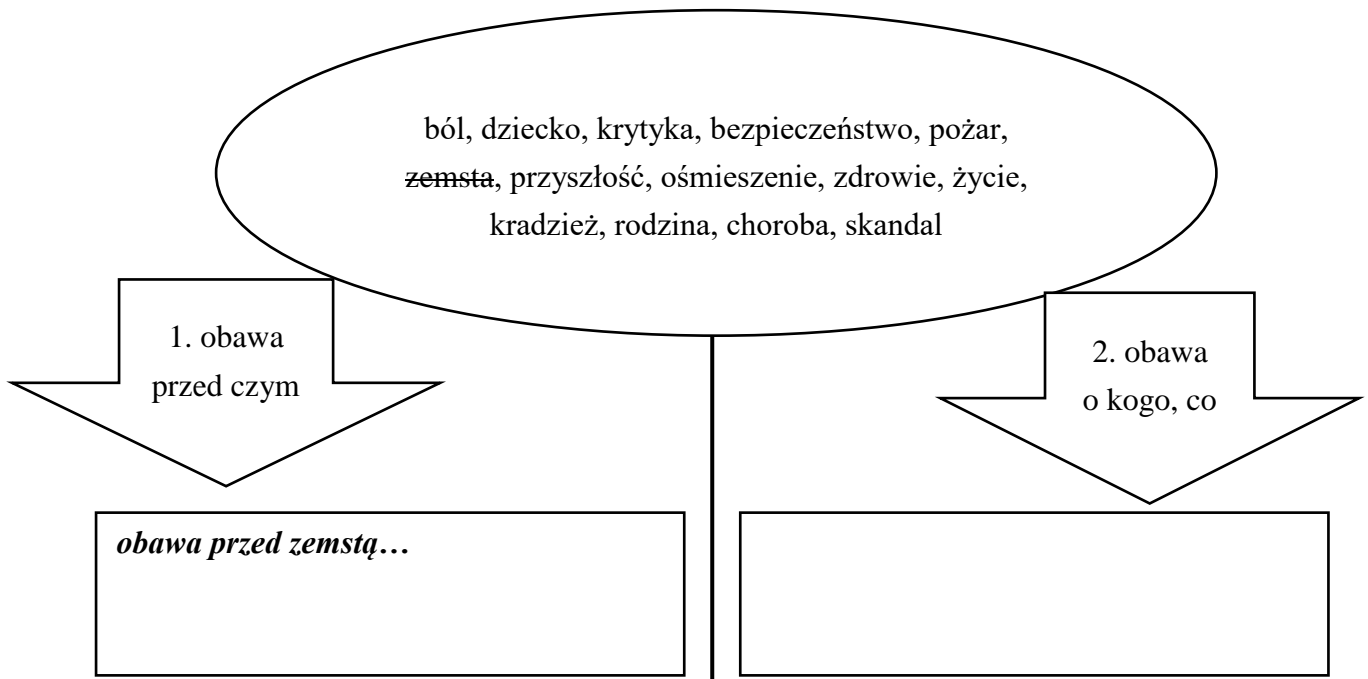 ból, dziecko, krytyka, bezpieczeństwo, pożar,
zemsta, przyszłość, ośmieszenie, zdrowie, życie,
kradzież, rodzina, choroba, skandal
1. obawa
przed czym
2. obawa
o kogo, co
obawa przed zemstą…